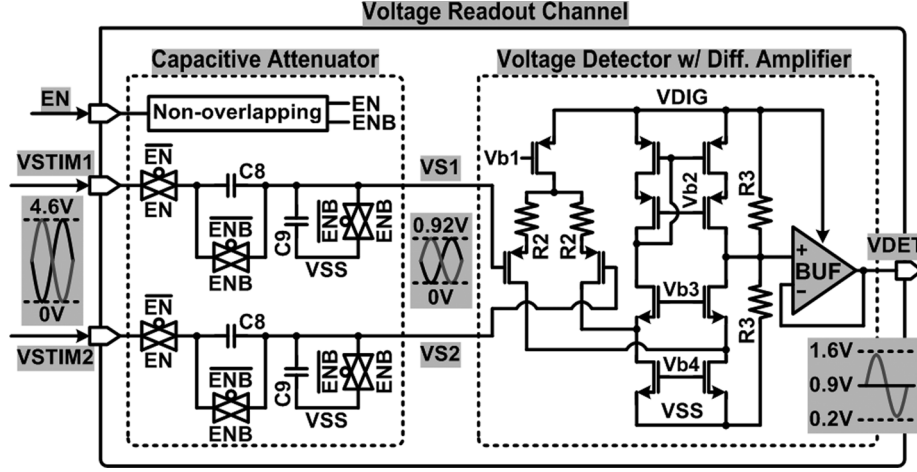 Voltage Readout Channel
Capacitive Attenuator
Voltage Detector w/ Diff. Amplifier
EN
Non-overlapping
EN
ENB
VDIG
VSTIM1
EN
EN
C8
ENB
ENB
C9
ENB
ENB
VSS
VS1
4.6V
0V
0.92V
0V
Vb1
R2
R2
Vb2
R3
Vb3
R3
Vb4
VSS
+
BUF
-
VDET
VSTIM2
EN
EN
C8
ENB
ENB
C9
ENB
ENB
VSS
VS2
1.6V
0.9V
0.2V